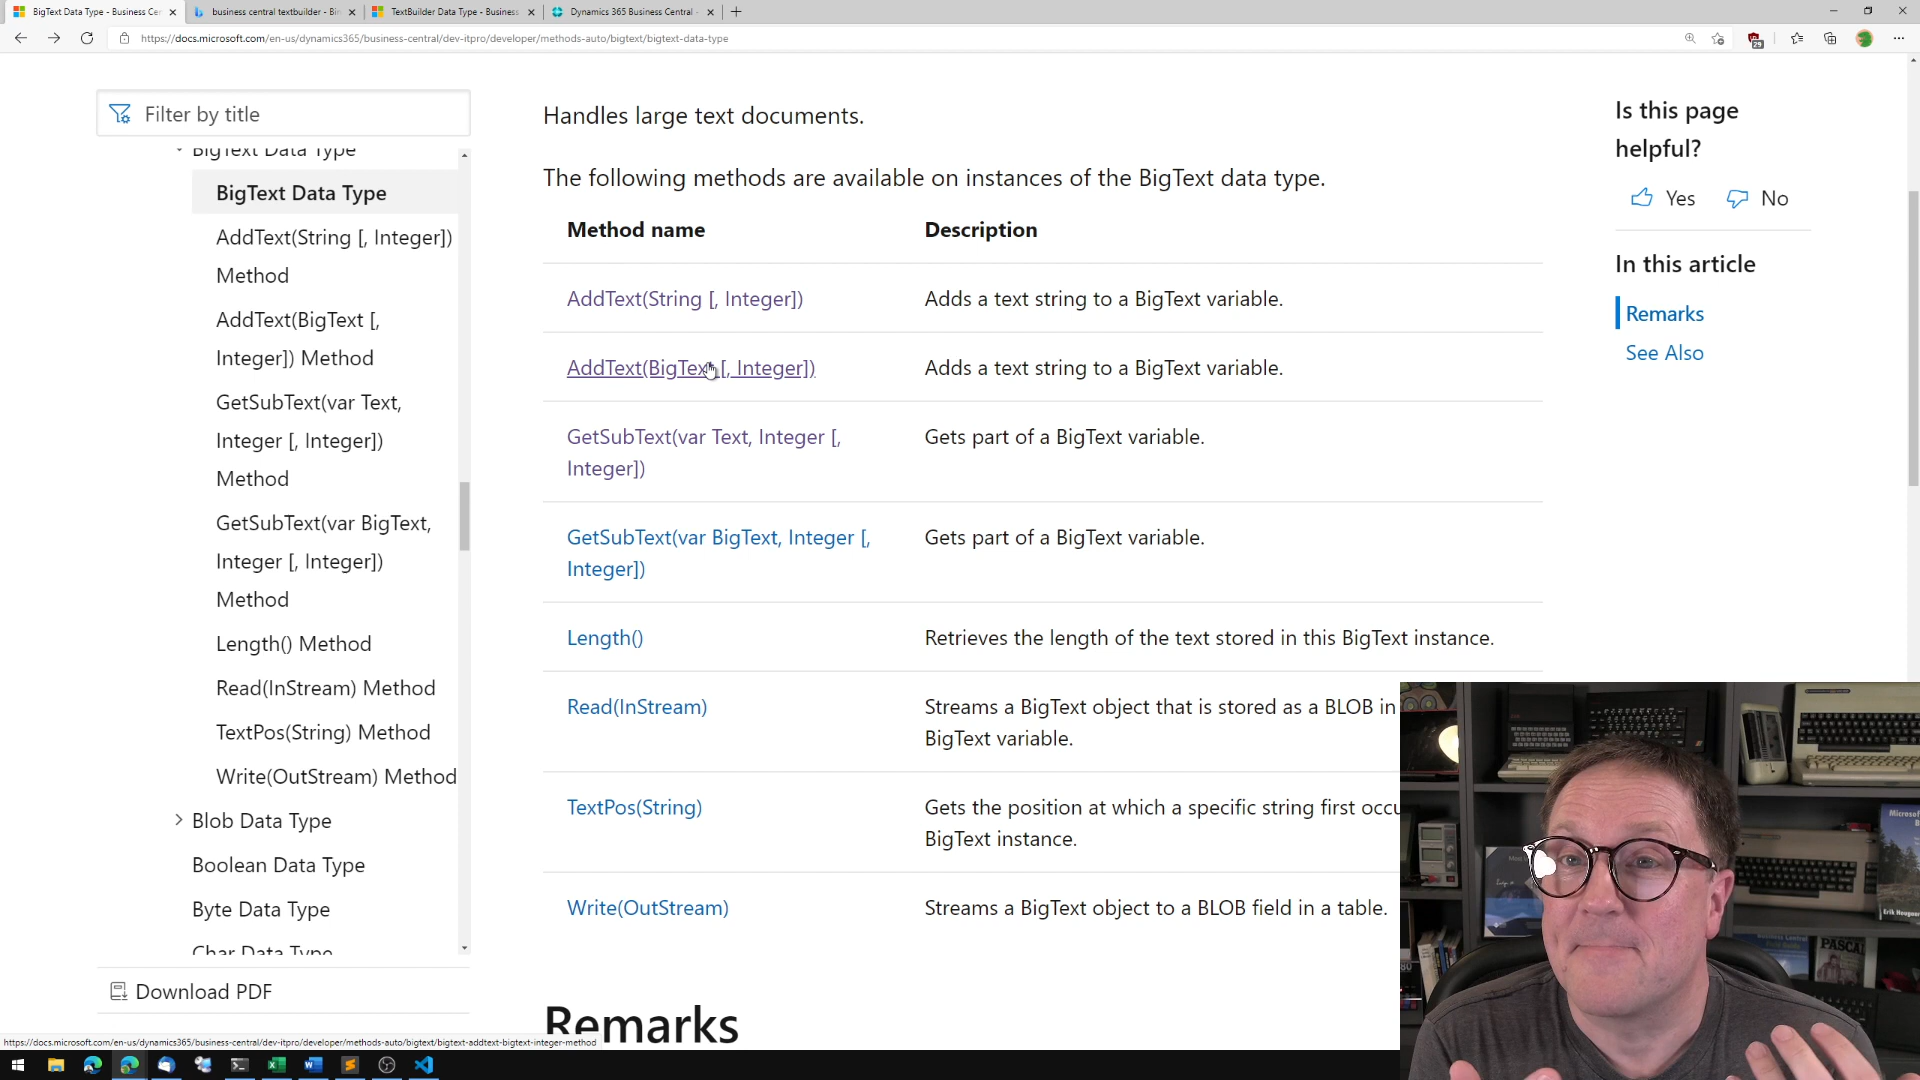 BigText Data Type - Business Cen
business central textbuilder - Bin
TextBuilder Data Type - Business
Dynamics 365 Business Central -
https://docs.microsoft.com/en-us/dynamics365/business-central/dev-itpro/developer/methods-auto/bigtext/bigtext-data-type
29
Filter by title
BigText Data Type
BigText Data Type
AddText(String [, Integer])
Method
AddText(BigText [,
Integer]) Method
GetSubText(var Text,
Integer [, Integer])
Method
GetSubText(var BigText,
Integer [, Integer])
Method
Length() Method
Read(InStream) Method
TextPos(String) Method
Write(OutStream) Method
Blob Data Type
Boolean Data Type
Byte Data Type
Char Data Type
Download PDF
Handles large text documents.
The following methods are available on instances of the BigText data type.
Method name Description
AddText(String [, Integer]) Adds a text string to a BigText variable.
AddText(BigText [, Integer]) Adds a text string to a BigText variable.
GetSubText(var Text, Integer [, Gets part of a BigText variable.
Integer])
GetSubText(var BigText, Integer [, Gets part of a BigText variable.
Integer])
Length() Retrieves the length of the text stored in this BigText instance.
Read(InStream) Streams a BigText object that is stored as a BLOB in
BigText variable.
TextPos(String) Gets the position at which a specific string first occu
BigText instance.
Write(OutStream) Streams a BigText object to a BLOB field in a table.
Remarks
Is this page
helpful?
Yes No
In this article
Remarks
See Also
https://docs.microsoft.com/en-us/dynamics365/business-central/dev-itpro/developer/methods-auto/bigtext/bigtext-addtext-bigtext-integer-method
Microsof
Erik Hougaar
PASCAL